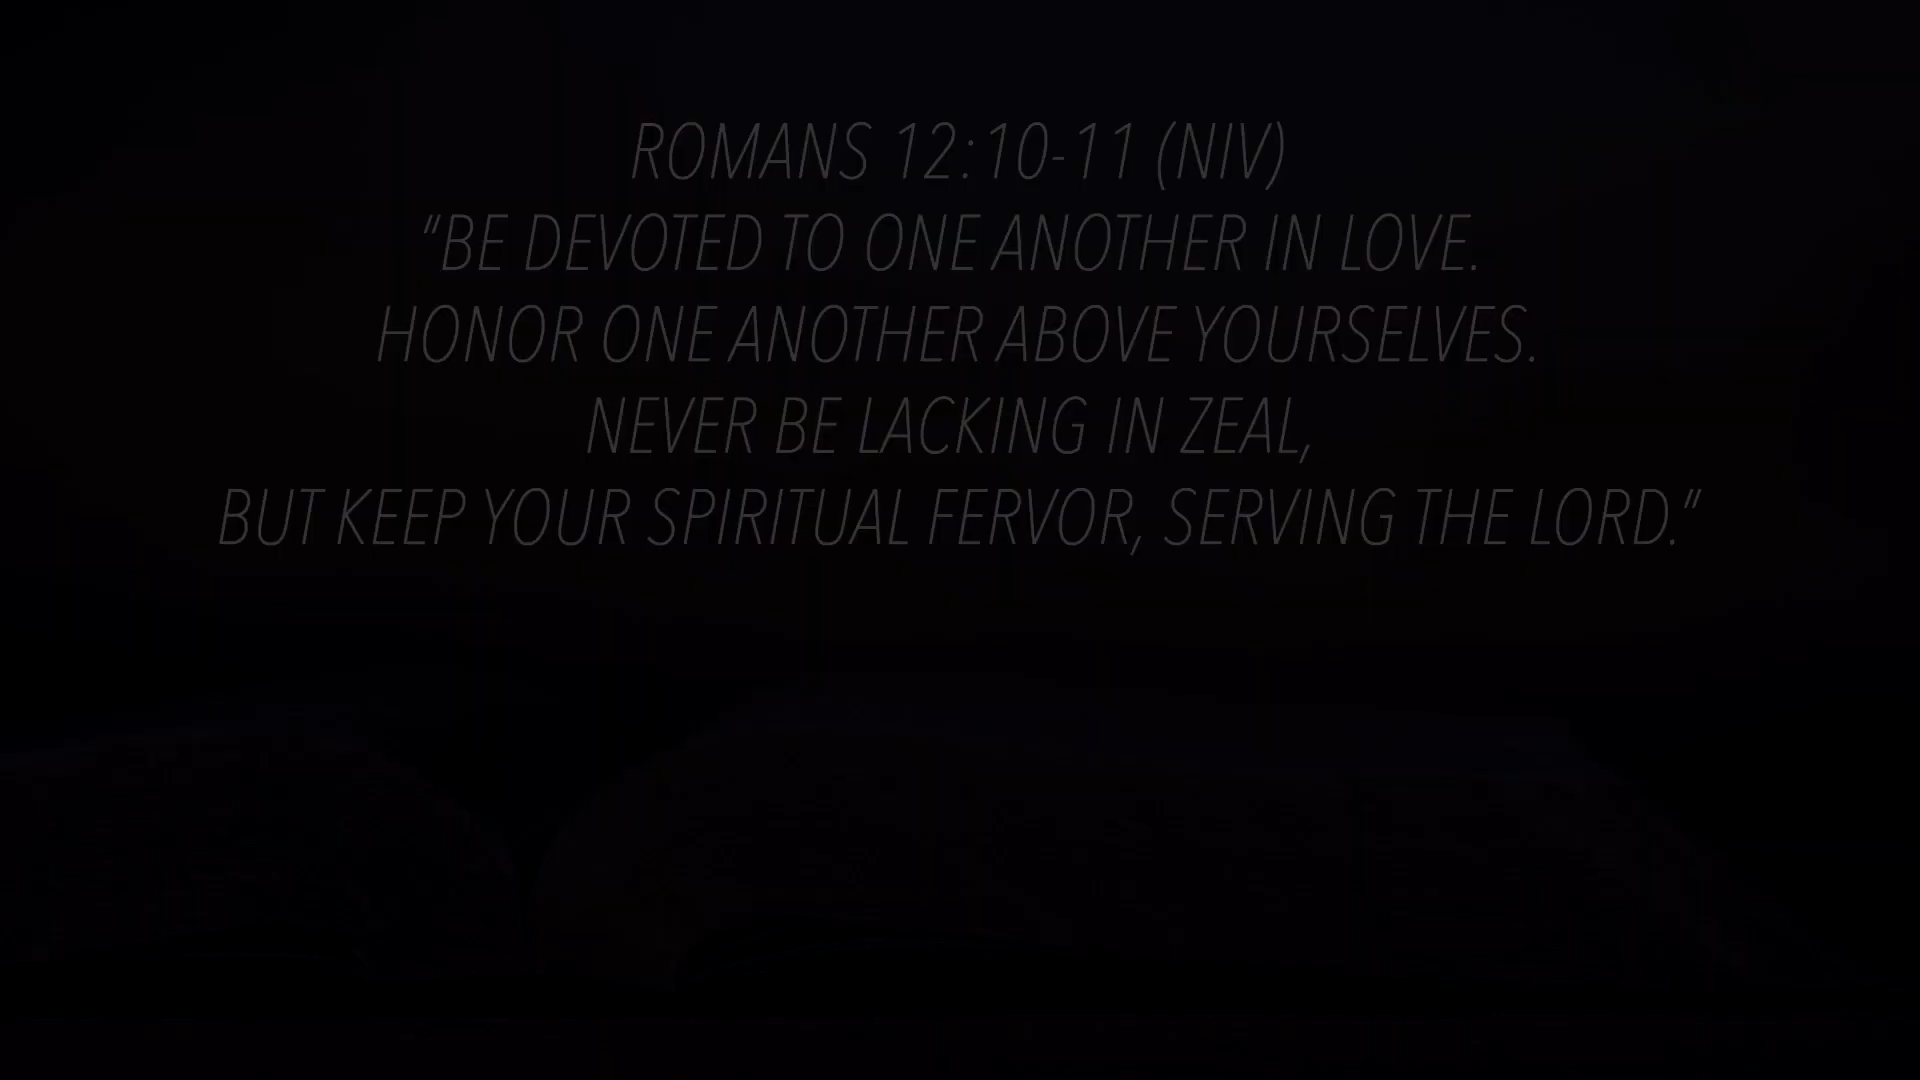 ROMANS 12:10-11 (NIV)
“BE DEVOTED TO ONE ANOTHER IN LOVE.
HONOR ONE ANOTHER ABOVE YOURSELVES.
NEVER BE LACKING IN ZEAL,
BUT KEEP YOUR SPIRITUAL FERVOR, SERVING THE LORD.”